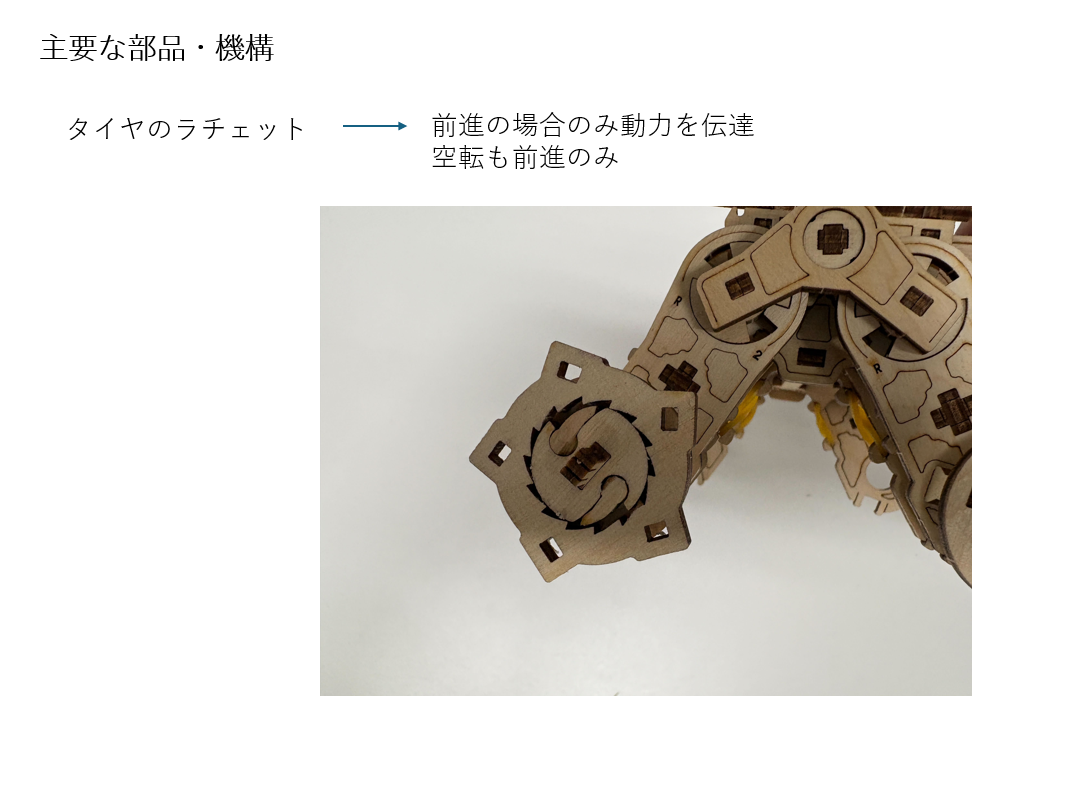 主要な部品・機構
タイヤのラチェット
前進の場合のみ動力を伝達
空転も前進のみ
R
2
R